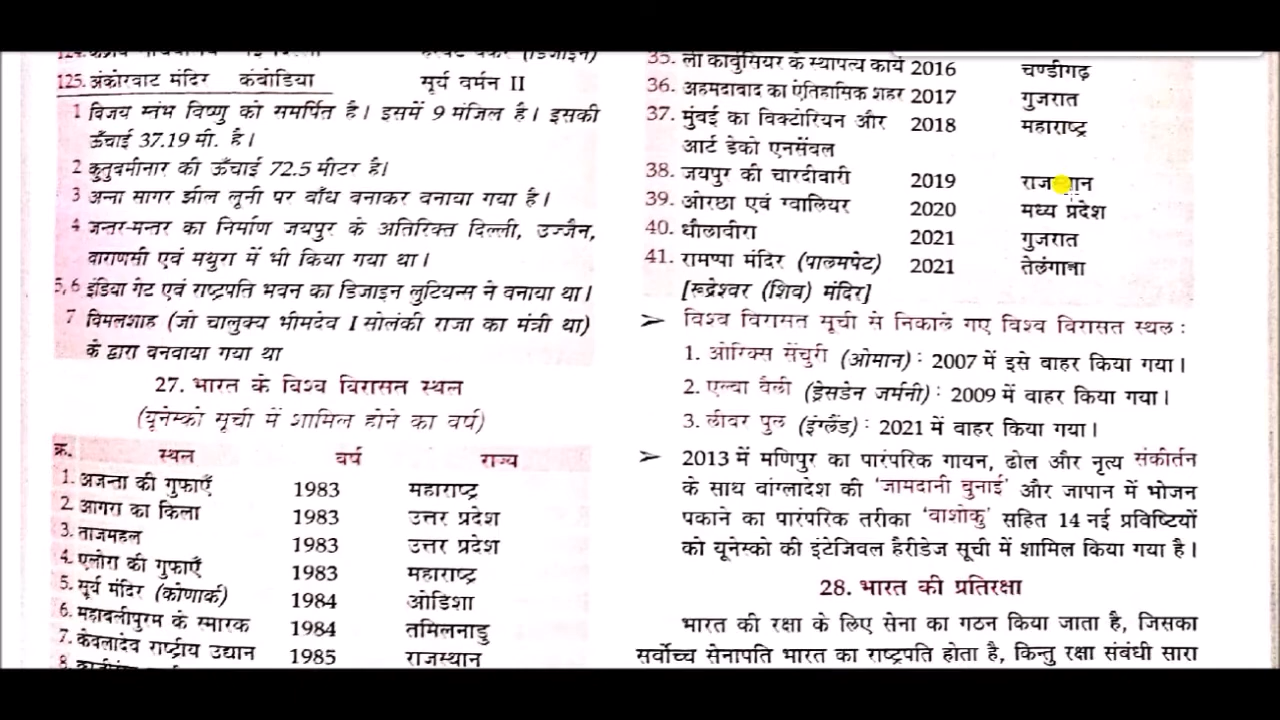 125. अंकोरवाट मंदिर कंबोडिया सूर्य वर्मन II
1 विजय स्तंभ विष्णु को समर्पित है। इसमें 9 मंजिल है। इसकी
ऊँचाई 37.19 मी. है।
2 कुतुबमीनार की ऊँचाई 72.5 मीटर है।
3 अन्ना सागर झील लूनी पर बाँध बनाकर बनाया गया है।
4 जन्तर-मन्तर का निर्माण जयपुर के अतिरिक्त दिल्ली, उज्जैन,
वाराणसी एवं मथुरा में भी किया गया था।
5,6 इंडिया गेट एवं राष्ट्रपति भवन का डिजाइन लुटियन्स ने बनाया था।
7 विमलशाह (जो चालुक्य भीमदेव I सोलंकी राजा का मंत्री था)
के द्वारा बनवाया गया था
27. भारत के विश्व विरासत स्थल
(यूनेस्को सूची में शामिल होने का वर्ष)
क्र. स्थल वर्ष राज्य
1. अजन्ता की गुफाएँ 1983 महाराष्ट्र
2. आगरा का किला 1983 उत्तर प्रदेश
3. ताजमहल 1983 उत्तर प्रदेश
4. एलोरा की गुफाएँ 1983 महाराष्ट्र
5. सूर्य मंदिर (कोणार्क) 1984 ओडिशा
6. महाबलीपुरम के स्मारक 1984 तमिलनाडु
7. केवलादेव राष्ट्रीय उद्यान 1985 राजस्थान
8.
35. ली कार्बुसियर के स्थापत्य कार्य 2016 चण्डीगढ़
36. अहमदाबाद का ऐतिहासिक शहर 2017 गुजरात
37. मुंबई का विक्टोरियन और 2018 महाराष्ट्र
आर्ट डेको एनसेंबल
38. जयपुर की चारदीवारी 2019 राजस्थान
39. ओरछा एवं ग्वालियर 2020 मध्य प्रदेश
40. धौलावीरा 2021 गुजरात
41. रामप्पा मंदिर (पालमपेट) 2021 तेलंगाना
[रूद्रेश्वर (शिव) मंदिर]
➢ विश्व विरासत सूची से निकाले गए विश्व विरासत स्थल :
1. ओरिक्स सेंचुरी (ओमान) : 2007 में इसे बाहर किया गया।
2. एल्बा वैली (ड्रेसडेन जर्मनी) : 2009 में बाहर किया गया।
3. लीवर पुल (इंग्लैंड) : 2021 में बाहर किया गया।
➢ 2013 में मणिपुर का पारंपरिक गायन, ढोल और नृत्य संकीर्तन
के साथ बांग्लादेश की 'जामदानी बुनाई' और जापान में भोजन
पकाने का पारंपरिक तरीका 'वाशोकु' सहित 14 नई प्रविष्टियों
को यूनेस्को की इंटेंजिबल हैरीडेज सूची में शामिल किया गया है।
28. भारत की प्रतिरक्षा
भारत की रक्षा के लिए सेना का गठन किया जाता है, जिसका
सर्वोच्च सेनापति भारत का राष्ट्रपति होता है, किन्तु रक्षा संबंधी सारा